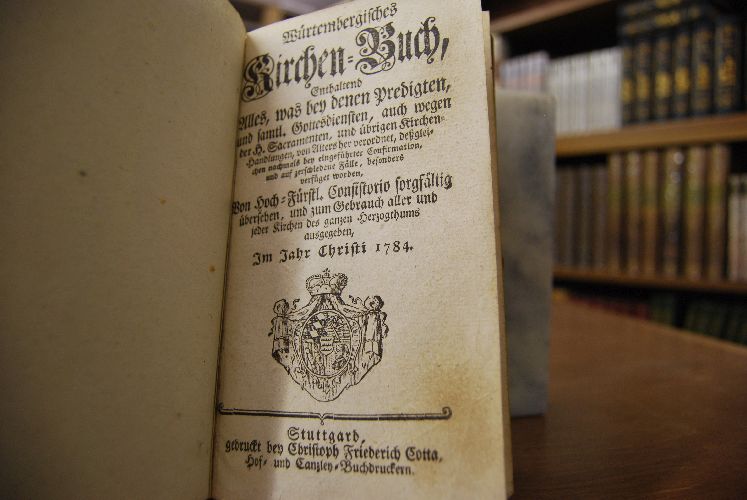 Würtembergisches
Kirchen-Buch,
Enthaltend
Alles, was bey denen Predigten,
und samtl. Gottesdiensten, auch wegen
der H. Sacramenten, und übrigen Kirchen-
Handlungen, von Alters her verordnet, deßglei-
chen nachmals bey eingeführter Confirmation,
und auf zerschiedene Fälle, besonders
verfüget worden,
Von Hoch-Fürstl. Consistorio sorgfältig
übersehen, und zum Gebrauch aller und
jeder Kirchen des ganzen Herzogthums
ausgegeben,
Im Jahr Christi 1784.
Stuttgard,
gedruckt bey Christoph Friederich Cotta,
Hof- und Canzley-Buchdruckern.